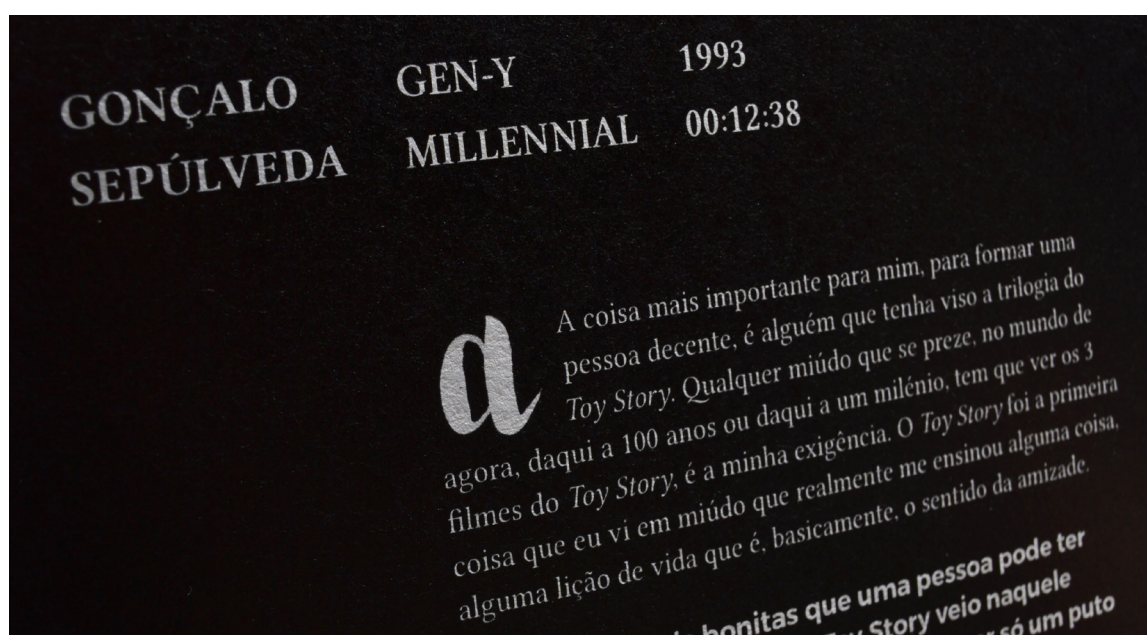 GONÇALO GEN-Y 1993
SEPÚLVEDA MILLENNIAL 00:12:38
a
A coisa mais importante para mim, para formar uma
pessoa decente, é alguém que tenha viso a trilogia do
Toy Story. Qualquer miúdo que se preze, no mundo de
agora, daqui a 100 anos ou daqui a um milénio, tem que ver os 3
filmes do Toy Story, é a minha exigência. O Toy Story foi a primeira
coisa que eu vi em miúdo que realmente me ensinou alguma coisa,
alguma lição de vida que é, basicamente, o sentido da amizade.
bonitas que uma pessoa pode ter
Story veio naquele
só um puto